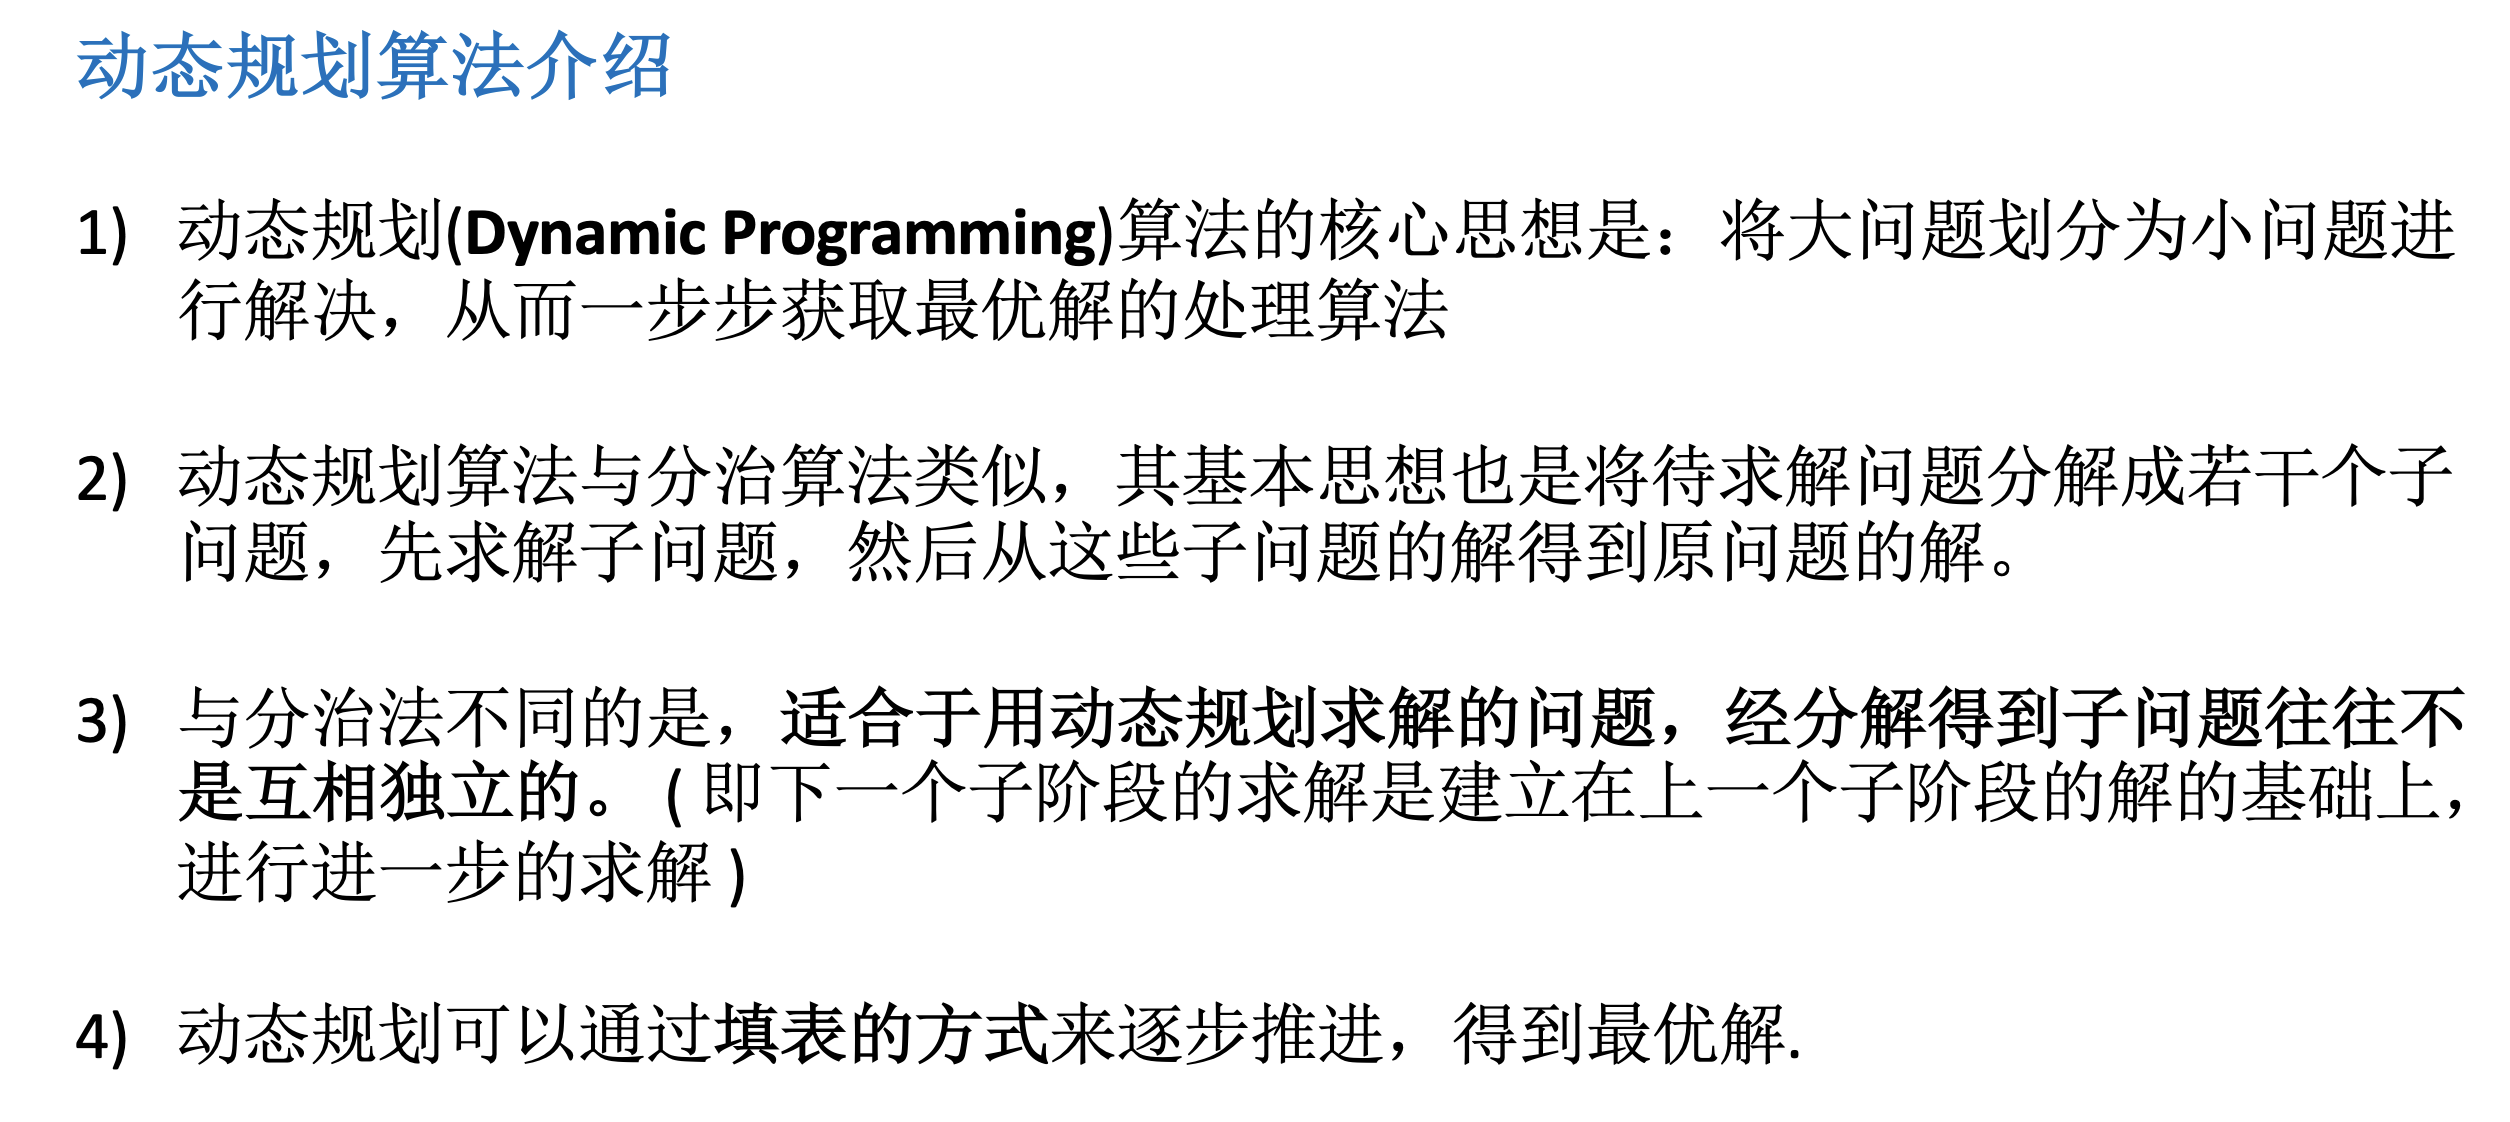 动态规划算法介绍
1) 动态规划(Dynamic Programming)算法的核心思想是：将大问题划分为小问题进
行解决，从而一步步获取最优解的处理算法
2) 动态规划算法与分治算法类似，其基本思想也是将待求解问题分解成若干个子
问题，先求解子问题，然后从这些子问题的解得到原问题的解。
3) 与分治法不同的是，适合于用动态规划求解的问题，经分解得到子问题往往不
是互相独立的。 (即下一个子阶段的求解是建立在上一个子阶段的解的基础上，
进行进一步的求解)
4) 动态规划可以通过填表的方式来逐步推进，得到最优解.